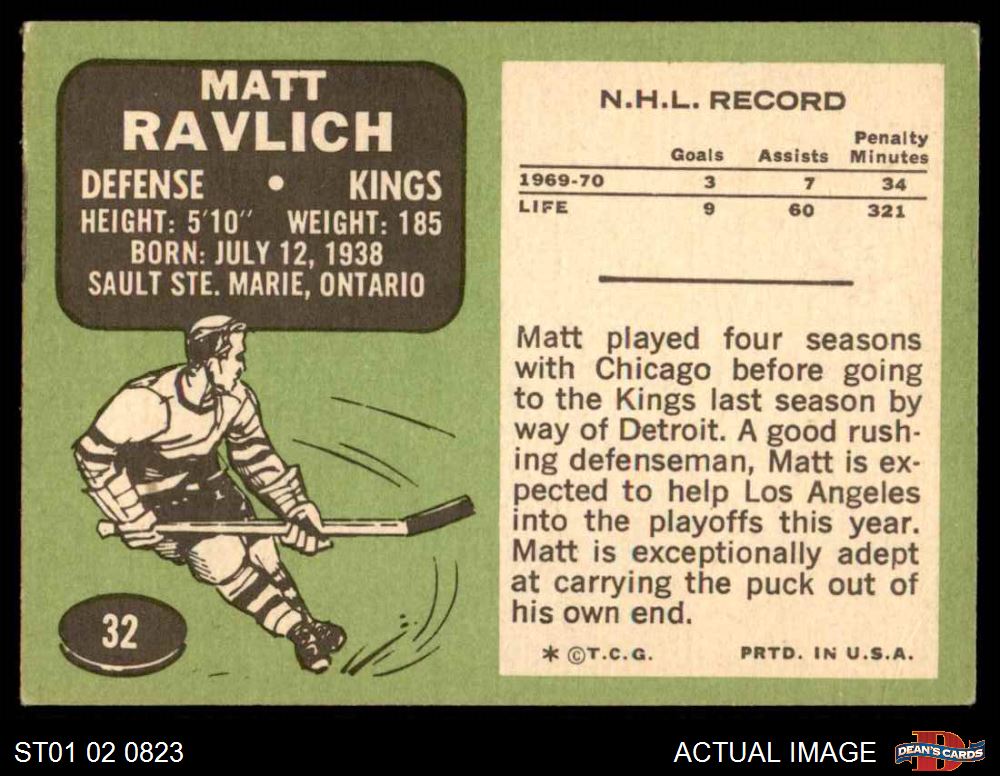 MATT
RAVLICH
DEFENSE • KINGS
HEIGHT: 5'10" WEIGHT: 185
BORN: JULY 12, 1938
SAULT STE. MARIE, ONTARIO
32
N.H.L. RECORD
Goals Assists Penalty Minutes
1969-70 3 7 34
LIFE 9 60 321
Matt played four seasons
with Chicago before going
to the Kings last season by
way of Detroit. A good rush-
ing defenseman, Matt is ex-
pected to help Los Angeles
into the playoffs this year.
Matt is exceptionally adept
at carrying the puck out of
his own end.
* ©T.C.G. PRTD. IN U.S.A.
ST01 02 0823
ACTUAL IMAGE
D
DEAN'S CARDS